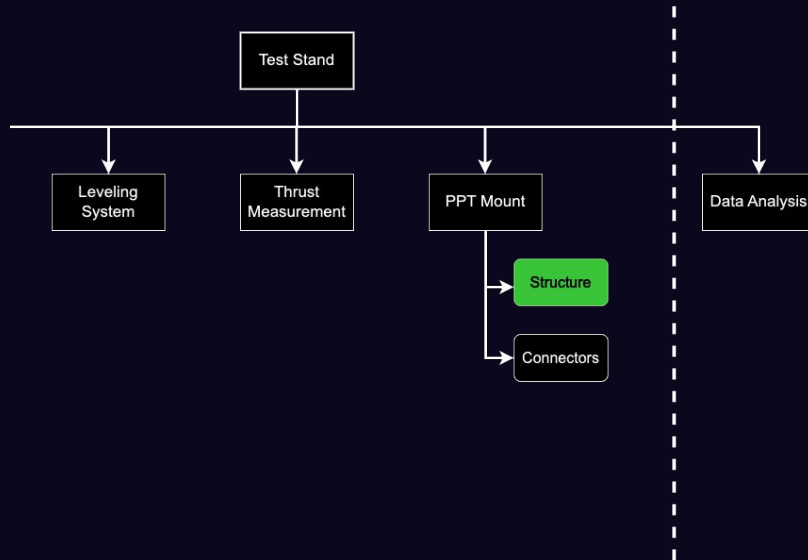 Test Stand
Leveling
System
Thrust
Measurement
PPT Mount
Data Analysis
Structure
Connectors